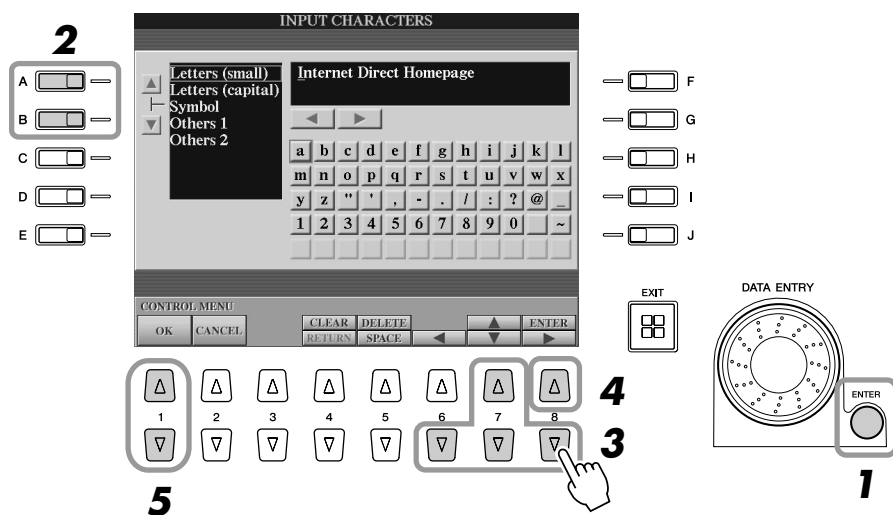 INPUT CHARACTERS
2
A
B
C
D
E
Letters (small)
Letters (capital)
Symbol
Others 1
Others 2
Internet Direct Homepage
a b c d e f g h i j k l
m n o p q r s t u v w x
y z " ' , - . / : ? @ _
1 2 3 4 5 6 7 8 9 0 ~
F
G
H
I
J
EXIT
DATA ENTRY
ENTER
1
CONTROL MENU
OK CANCEL CLEAR DELETE ENTER
RETURN SPACE
1 2 3 4 5 6 7 8
4
3
5